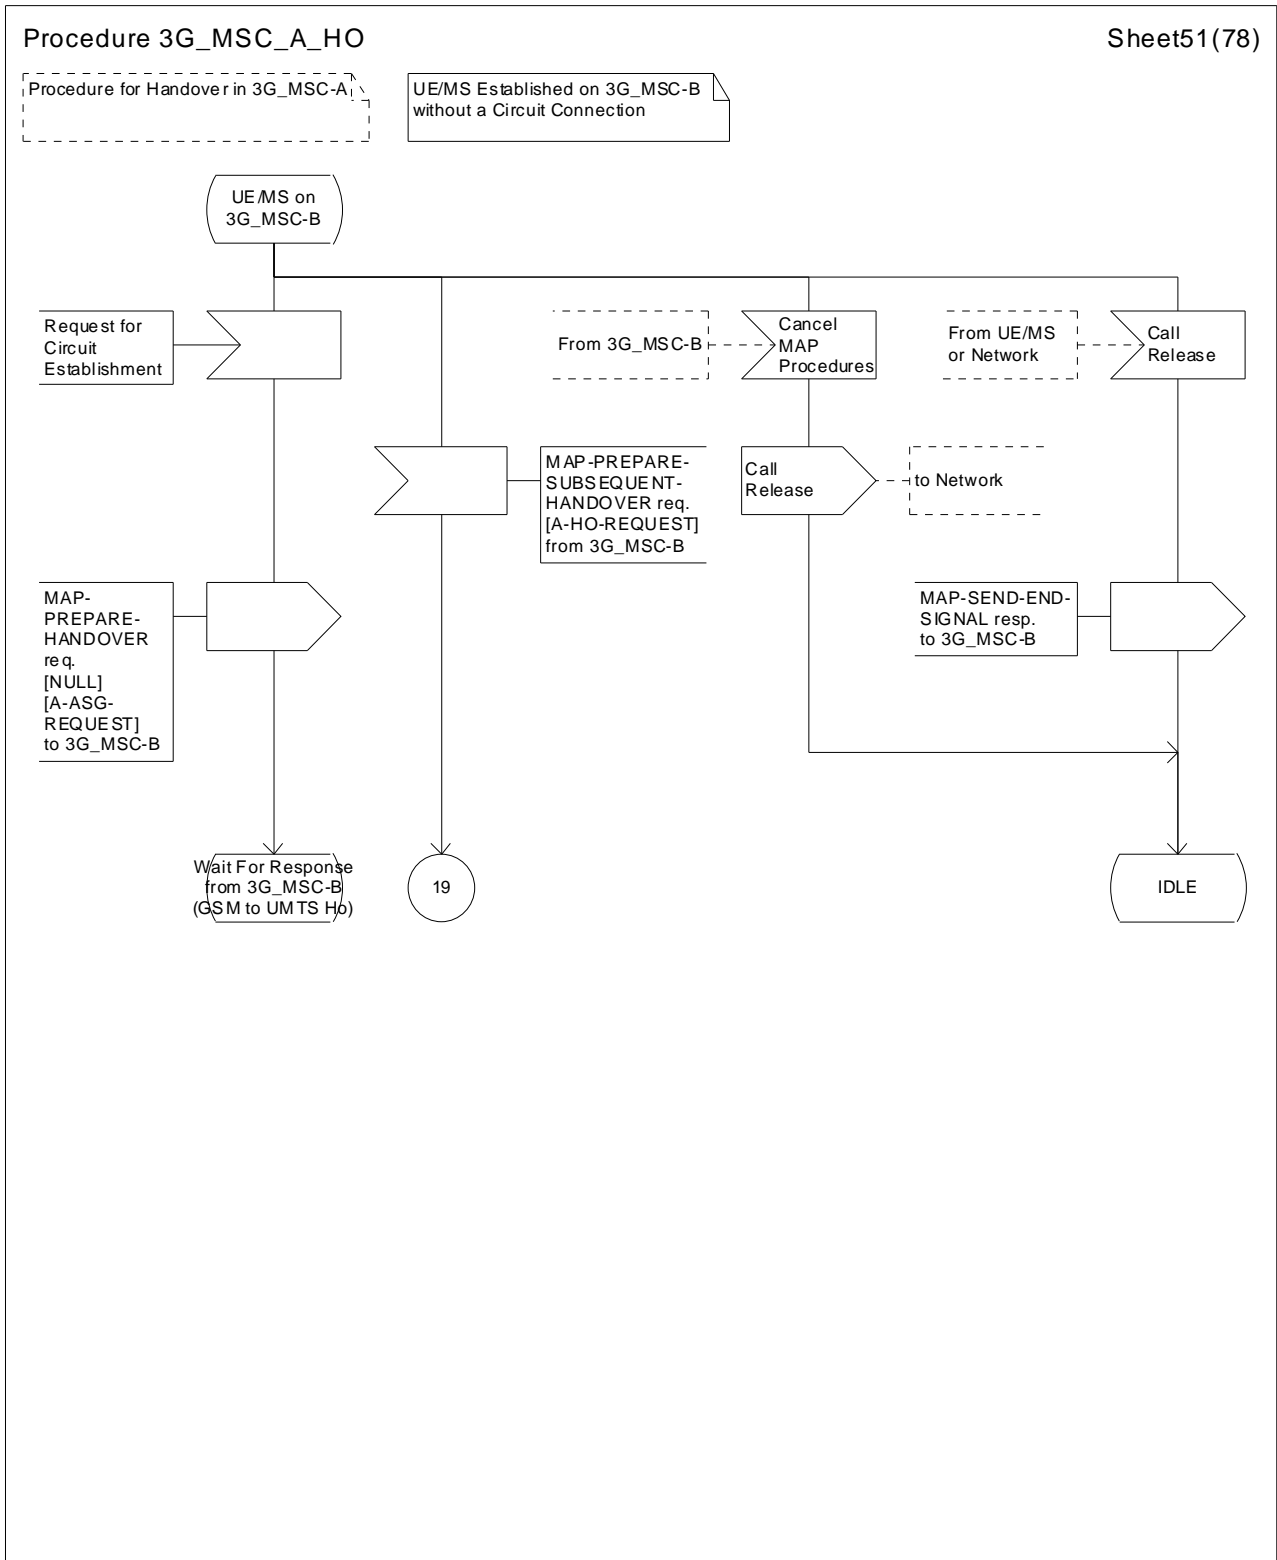 Procedure 3G_MSC_A_HO
Sheet51(78)
Procedure for Handover in 3G_MSC-A
UE/MS Established on 3G_MSC-B
without a Circuit Connection
UE/MS on
3G_MSC-B
Request for
Circuit
Establishment
From 3G_MSC-B
Cancel
MAP
Procedures
From UE/MS
or Network
Call
Release
MAP-PREPARE-
SUBSEQUENT-
HANDOVER req.
[A-HO-REQUEST]
from 3G_MSC-B
Call
Release
to Network
MAP-
PREPARE-
HANDOVER
req.
[NULL]
[A-ASG-
REQUEST]
to 3G_MSC-B
MAP-SEND-END-
SIGNAL resp.
to 3G_MSC-B
Wait For Response
from 3G_MSC-B
(GSM to UMTS Ho)
19
IDLE